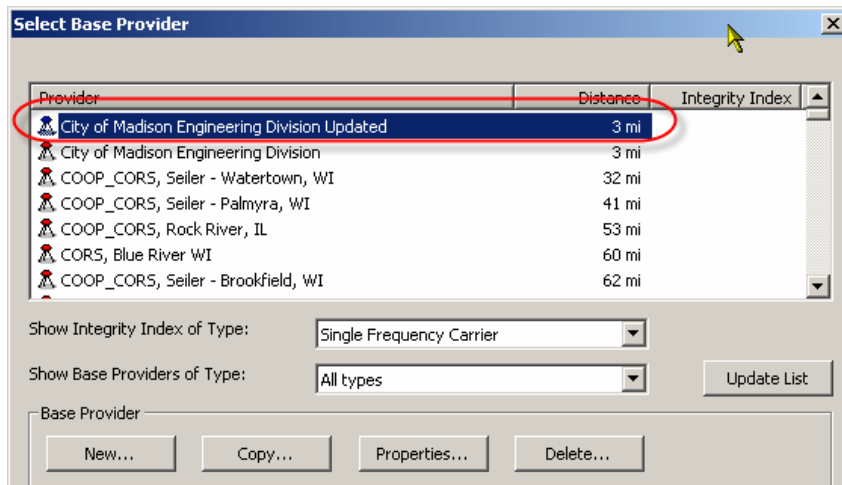 Select Base Provider
Provider Distance Integrity Index
City of Madison Engineering Division Updated 3 mi
City of Madison Engineering Division 3 mi
COOP_CORS, Seiler - Watertown, WI 32 mi
COOP_CORS, Seiler - Palmyra, WI 41 mi
COOP_CORS, Rock River, IL 53 mi
CORS, Blue River WI 60 mi
COOP_CORS, Seiler - Brookfield, WI 62 mi
Show Integrity Index of Type: Single Frequency Carrier
Show Base Providers of Type: All types Update List
Base Provider
New... Copy... Properties... Delete...